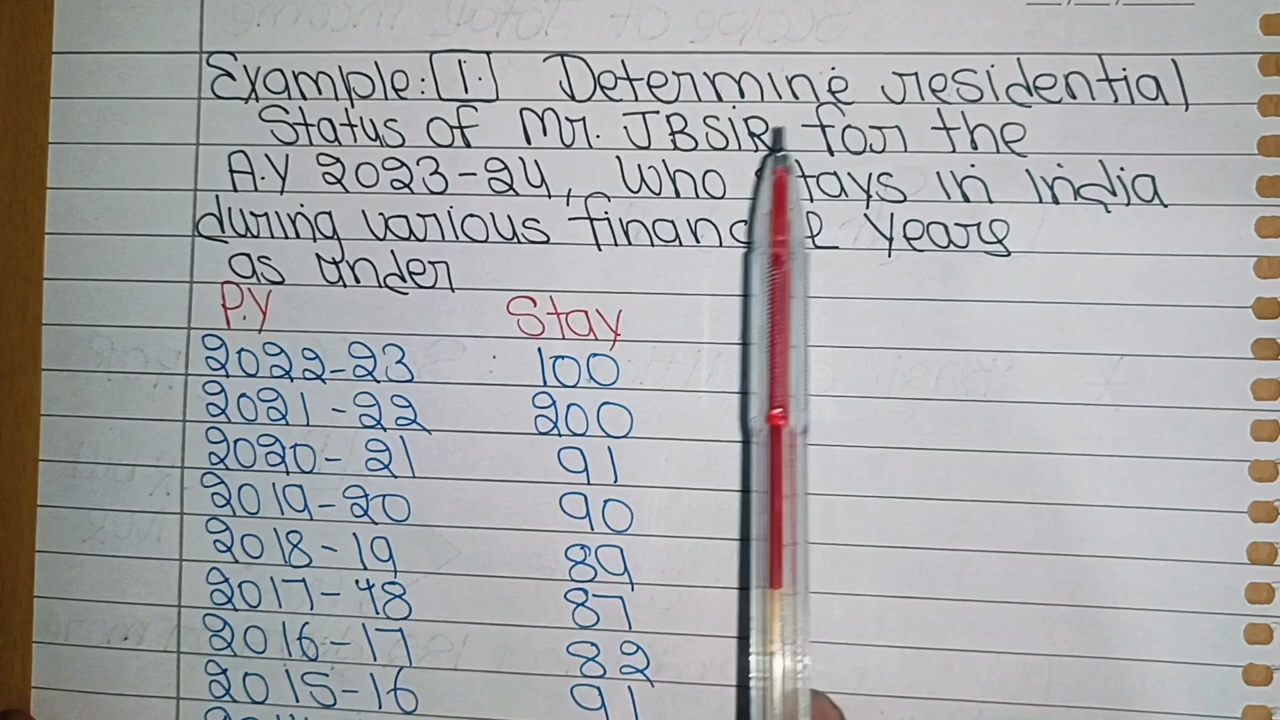 Example: 1. Determine residential
Status of Mr. JBSIR for the
A.Y 2023-24, Who stays in India
during various financ e years
as under
P.Y Stay
2022-23 : 100
2021-22 200
2020-21 91
2019-20 90
2018-19 89
2017-48 87
2016-17 82
2015-16 91